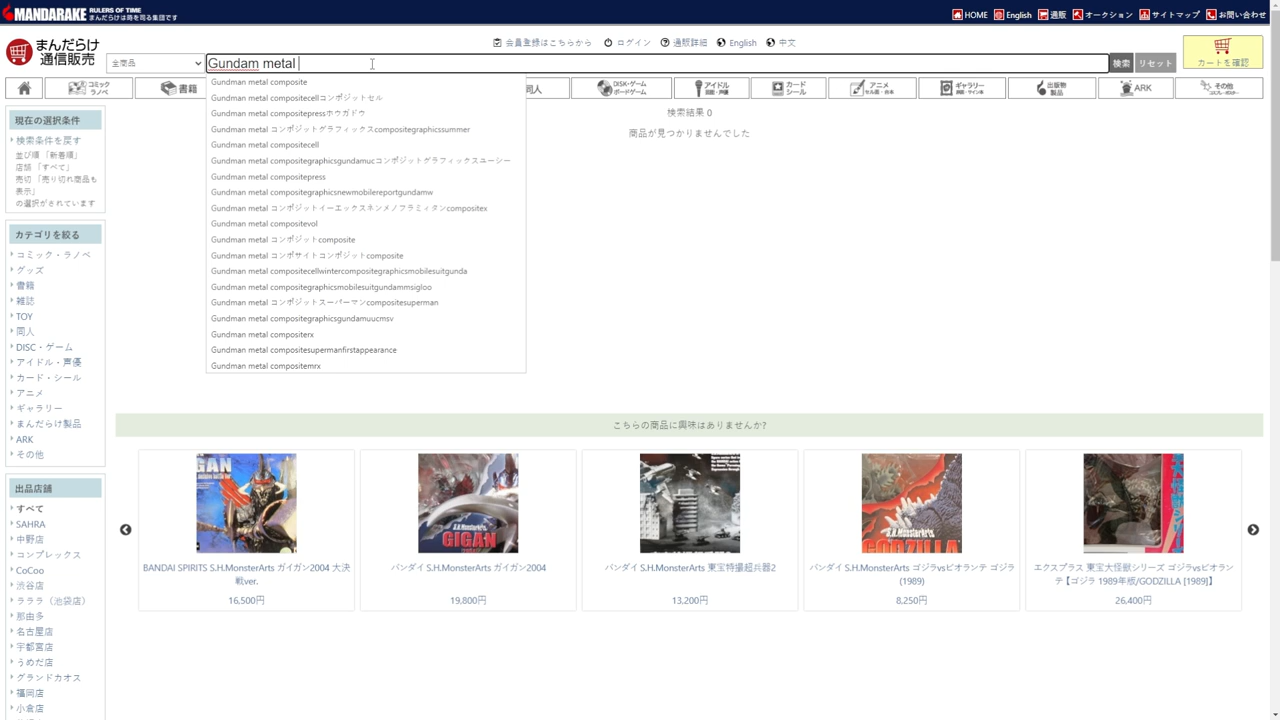 MANDARAKE RULERS OF TIME まんだらけは時を司る集団です
HOME English 通販 オークション サイトマップ お問い合わせ
まんだらけ
通信販売
会員登録はこちらから ログイン 通販詳細 English 中文
カートを確認
全商品 Gundam metal 検索 リセット
コミック
ラノベ
書籍
同人
DISK・ゲーム
ボードゲーム
アイドル
カード
シール
アニメ
ギャラリー
出版物
製品
ARK
その他
Gundman metal composite
Gundman metal compositecellコンポジットセル
Gundman metal compositepressホウガドウ
Gundman metal コンポジットグラフィックスcompositegraphicssummer
Gundman metal compositecell
Gundman metal compositegraphicsgundamucコンポジットグラフィックスユーシー
Gundman metal compositepress
Gundman metal compositegraphicsnewmobilereportgundamw
Gundman metal コンポジットイーエックスネンメノフラミィタンcompositex
Gundman metal compositevol
Gundman metal コンポジットcomposite
Gundman metal コンポサイトコンポジットcomposite
Gundman metal compositecellwintercompositegraphicsmobilesuitgunda
Gundman metal compositegraphicsmobilesuitgundammsigloo
Gundman metal コンポジットスーパーマンcompositesuperman
Gundman metal compositegraphicsgundamuucmsv
Gundman metal compositerx
Gundman metal compositesupermanfirstappearance
Gundman metal compositemrx
検索結果 0
商品が見つかりませんでした
現在の選択条件
検索条件を戻す
並び順 「新着順」
店舗 「すべて」
売切 「売り切れ商品も
表示」
の選択がされています
カテゴリを絞る
コミック・ラノベ
グッズ
書籍
雑誌
TOY
同人
DISC・ゲーム
アイドル・声優
カード・シール
アニメ
ギャラリー
まんだらけ製品
ARK
その他
出品店舗
すべて
SAHRA
中野店
コンプレックス
CoCoo
渋谷店
ラララ（池袋店）
那由多
名古屋店
宇都宮店
うめだ店
グランドカオス
福岡店
小倉店
こちらの商品に興味はありませんか?
GAN
BANDAI SPIRITS S.H.MonsterArts ガイガン2004 大決
戦ver.
16,500円
S.H.MonsterArts
GIGAN
バンダイ S.H.MonsterArts ガイガン2004
19,800円
S.H.MonsterArts
バンダイ S.H.MonsterArts 東宝特撮超兵器2
13,200円
S.H.MonsterArts
GODZILLA
バンダイ S.H.MonsterArts ゴジラvsビオランテ ゴジラ
(1989)
8,250円
エクスプラス 東宝大怪獣シリーズ ゴジラvsビオラン
テ【ゴジラ 1989年版/GODZILLA [1989]】
26,400円